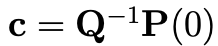 𝐜 = 𝐐⁻¹𝐏(0)